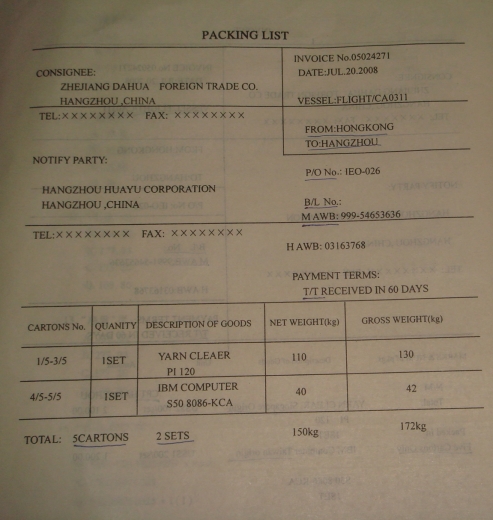 PACKING LIST
INVOICE No.05024271
DATE:JUL.20.2008
CONSIGNEE:
ZHEJIANG DAHUA FOREIGN TRADE CO.
HANGZHOU ,CHINA
VESSEL:FLIGHT/CA0311
TEL:×××××××× FAX: ××××××××
FROM:HONGKONG
TO:HANGZHOU
NOTIFY PARTY:
P/O No.: IEO-026
HANGZHOU HUAYU CORPORATION
HANGZHOU ,CHINA
B/L No.:
M AWB: 999-54653636
TEL:×××××××× FAX: ××××××××
H AWB: 03163768
PAYMENT TERMS:
T/T RECEIVED IN 60 DAYS
CARTONS No. QUANITY DESCRIPTION OF GOODS NET WEIGHT(kg) GROSS WEIGHT(kg)
1/5-3/5 1SET YARN CLEAER 110 130
PI 120
4/5-5/5 1SET IBM COMPUTER 40 42
S50 8086-KCA
TOTAL: 5CARTONS 2 SETS 150kg 172kg